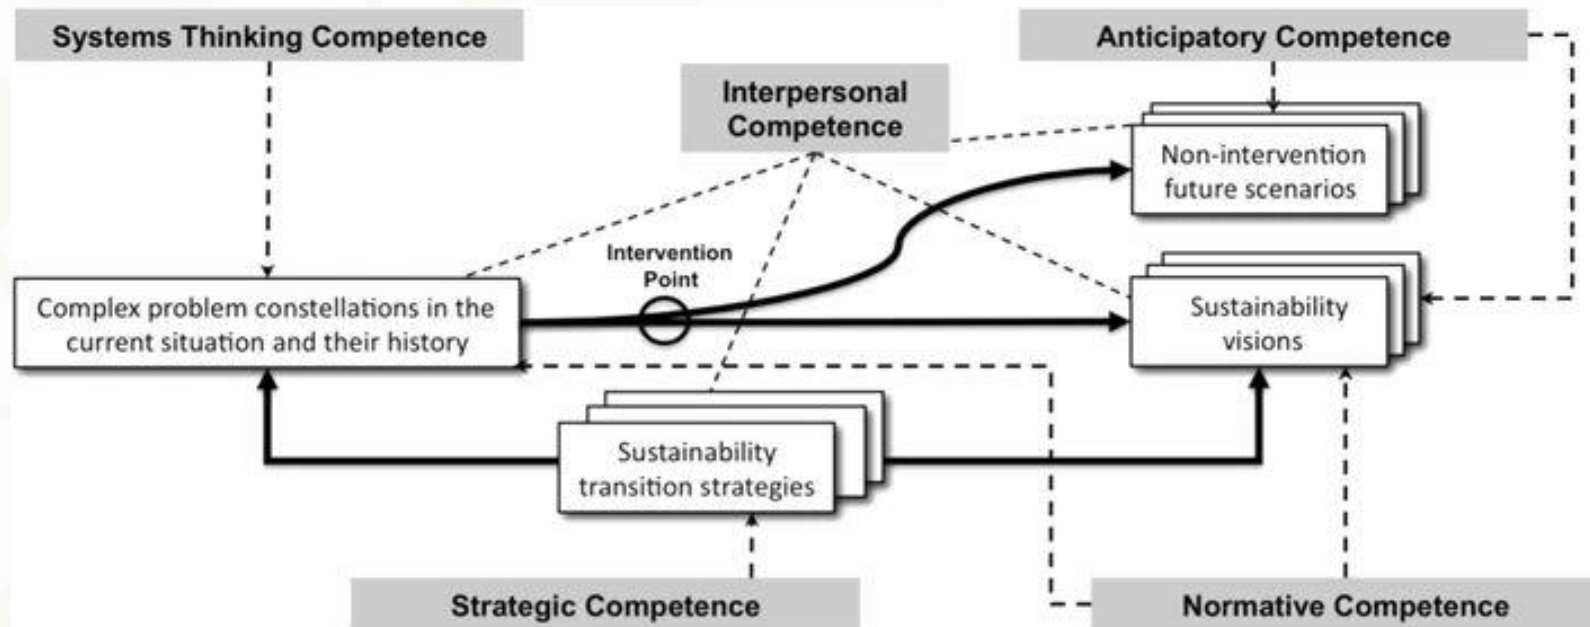 Systems Thinking Competence
Anticipatory Competence
Interpersonal
Competence
Non-intervention
future scenarios
Intervention
Point
Complex problem constellations in the
current situation and their history
Sustainability
visions
Sustainability
transition strategies
Strategic Competence
Normative Competence